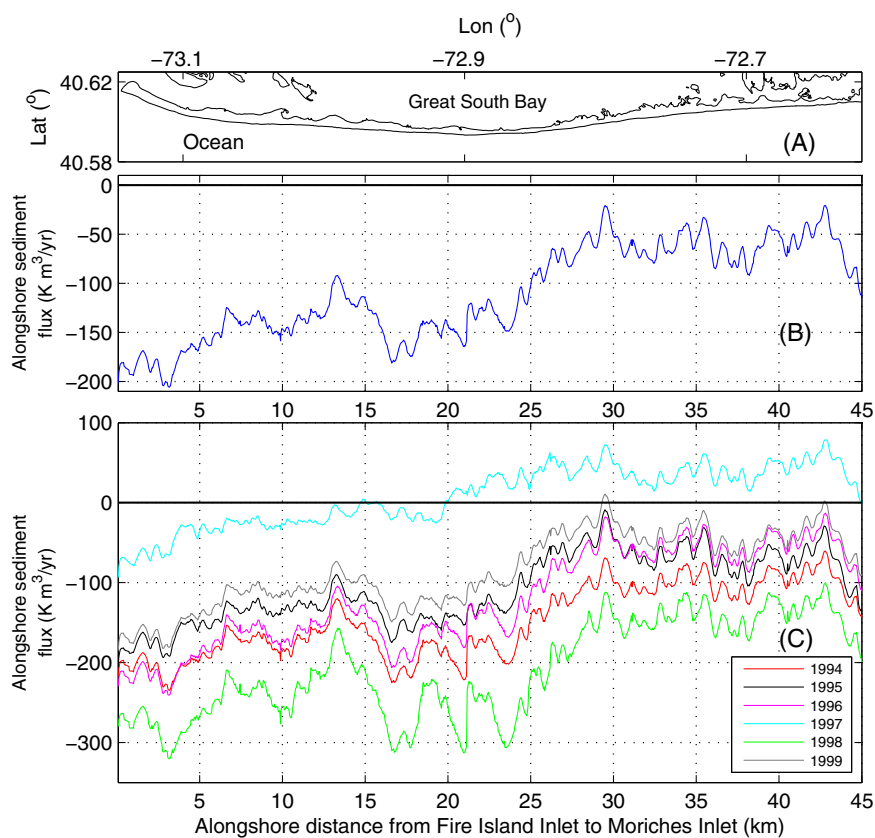 Lon (°)
−73.1 −72.9 −72.7
40.62
Lat (°)
40.58
Great South Bay
Ocean
(A)
0
−50
−100
−150
−200
Alongshore sediment
flux (K m³/yr)
(B)
5 10 15 20 25 30 35 40 45
100
0
−100
−200
−300
Alongshore sediment
flux (K m³/yr)
(C)
1994
1995
1996
1997
1998
1999
5 10 15 20 25 30 35 40 45
Alongshore distance from Fire Island Inlet to Moriches Inlet (km)